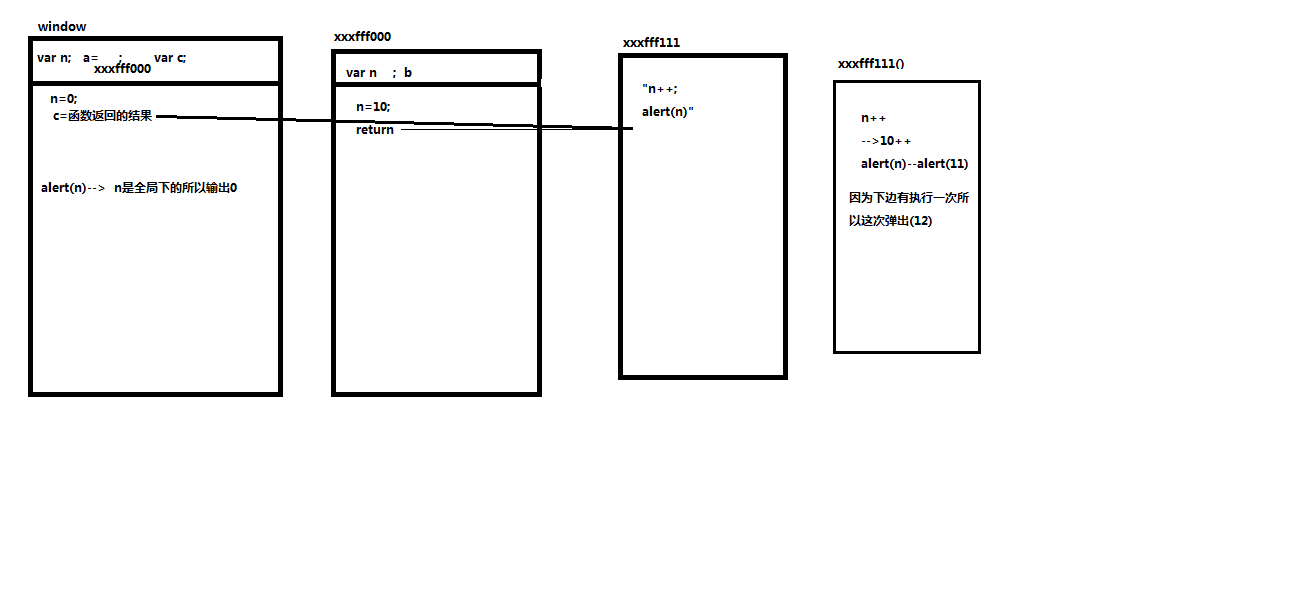 window
var n; a= ; var c;
xxxfff000
n=0;
c=函数返回的结果
alert(n)--> n是全局下的所以输出0
xxxfff000
var n ; b
n=10;
return
xxxfff111
"n++;
alert(n)"
xxxfff111()
n++
-->10++
alert(n)--alert(11)
因为下边有执行一次所
以这次弹出(12)